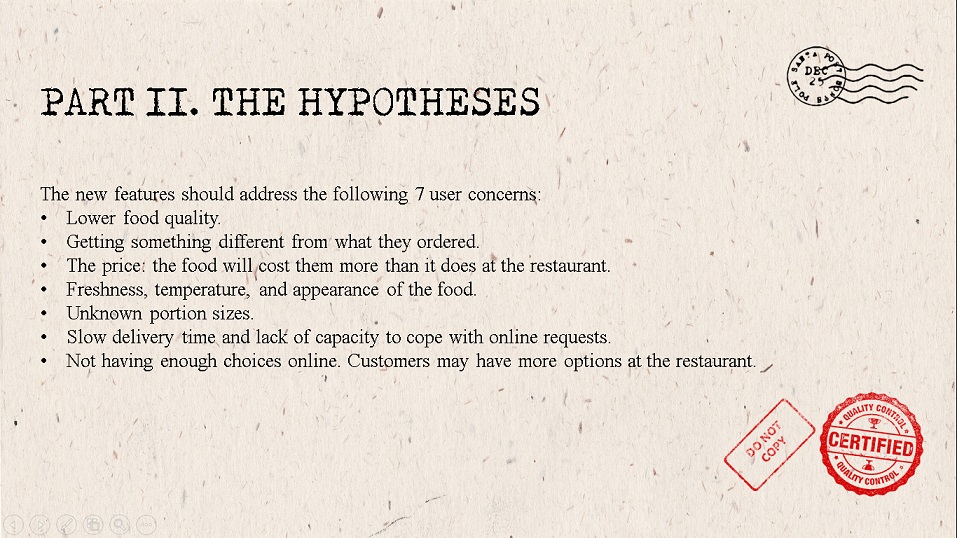 PART II. THE HYPOTHESES
SANTA POST
DEC
25
The new features should address the following 7 user concerns:
• Lower food quality.
• Getting something different from what they ordered.
• The price: the food will cost them more than it does at the restaurant.
• Freshness, temperature, and appearance of the food.
• Unknown portion sizes.
• Slow delivery time and lack of capacity to cope with online requests.
• Not having enough choices online. Customers may have more options at the restaurant.
DO NOT
COPY
QUALITY CONTROL
CERTIFIED
QUALITY CONTROL